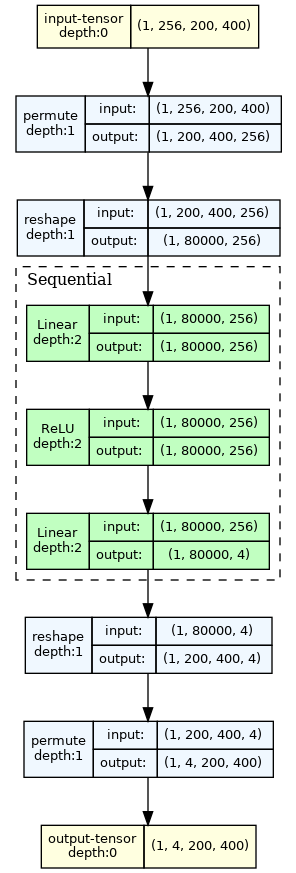 input-tensor
depth:0
(1, 256, 200, 400)
permute
depth:1
input:
(1, 256, 200, 400)
output:
(1, 200, 400, 256)
reshape
depth:1
input:
(1, 200, 400, 256)
output:
(1, 80000, 256)
Sequential
Linear
depth:2
input:
(1, 80000, 256)
output:
(1, 80000, 256)
ReLU
depth:2
input:
(1, 80000, 256)
output:
(1, 80000, 256)
Linear
depth:2
input:
(1, 80000, 256)
output:
(1, 80000, 4)
reshape
depth:1
input:
(1, 80000, 4)
output:
(1, 200, 400, 4)
permute
depth:1
input:
(1, 200, 400, 4)
output:
(1, 4, 200, 400)
output-tensor
depth:0
(1, 4, 200, 400)